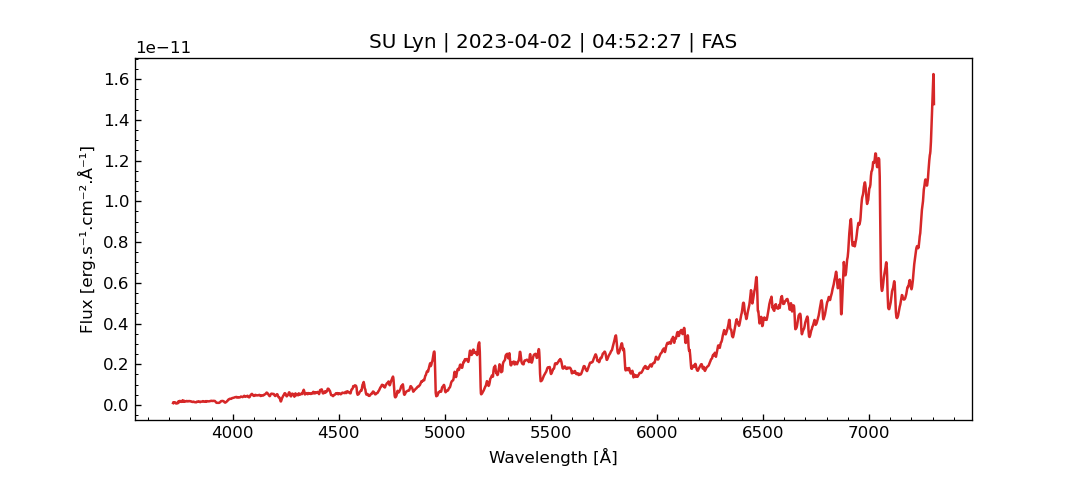 SU Lyn | 2023-04-02 | 04:52:27 | FAS
1e−11
1.6
1.4
1.2
1.0
0.8
0.6
0.4
0.2
0.0
Flux [erg.s⁻¹.cm⁻².Å⁻¹]
4000 4500 5000 5500 6000 6500 7000
Wavelength [Å]